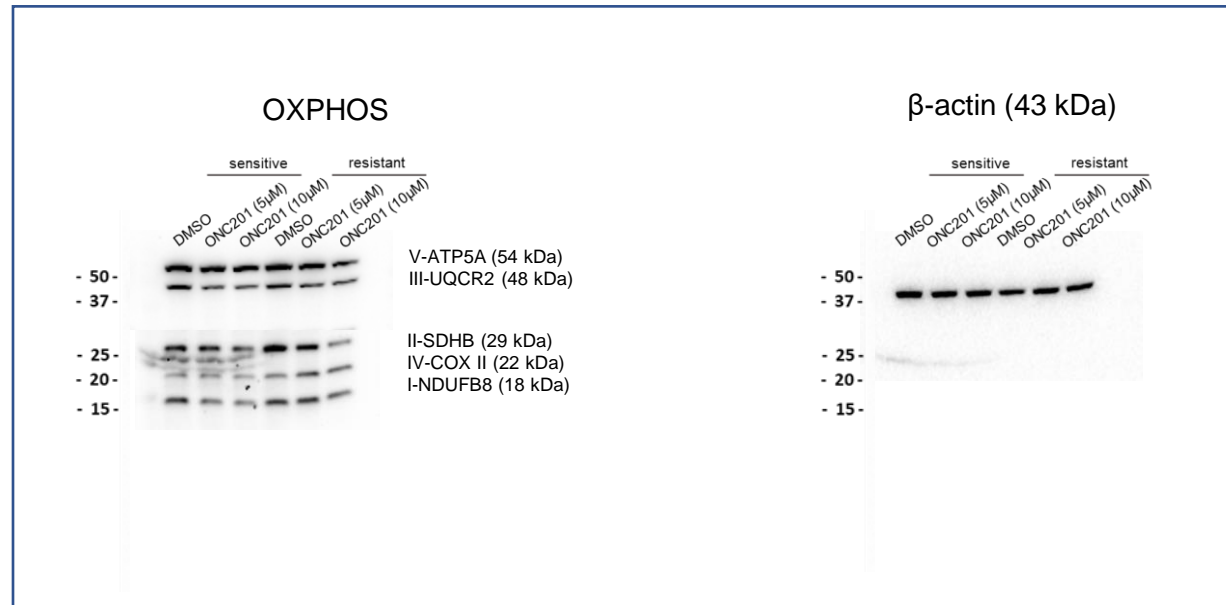 OXPHOS
sensitive resistant
DMSO
ONC201 (5µM)
ONC201 (10µM)
DMSO
ONC201 (5µM)
ONC201 (10µM)
- 50-
- 37-
- 25-
- 20-
- 15-
V-ATP5A (54 kDa)
III-UQCR2 (48 kDa)
II-SDHB (29 kDa)
IV-COX II (22 kDa)
I-NDUFB8 (18 kDa)
β-actin (43 kDa)
sensitive resistant
DMSO
ONC201 (5µM)
ONC201 (10µM)
DMSO
ONC201 (5µM)
ONC201 (10µM)
- 50-
- 37-
- 25-
- 20-
- 15-